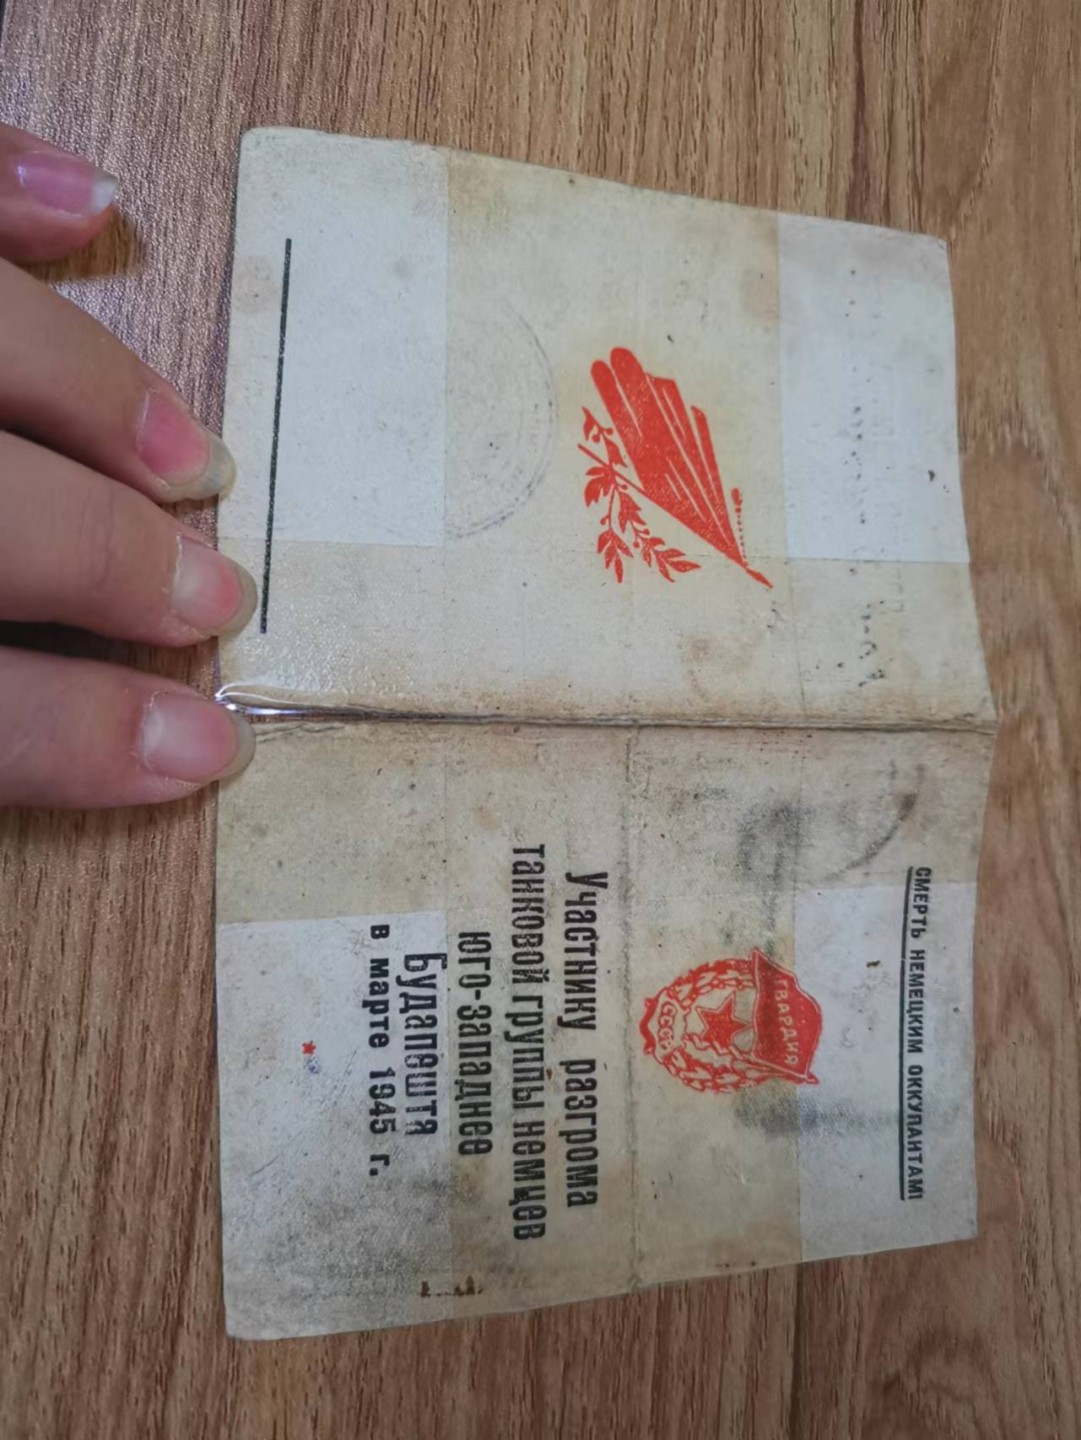 СМЕРТЬ НЕМЕЦКИМ ОККУПАНТАМ!
ГВАРДИЯ
СССР
Участнику разгрома
танковой группы немцев
юго-западнее
Будапешта
в марте 1945 г.